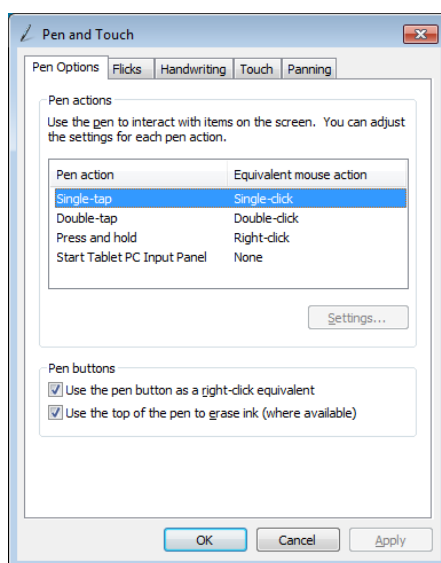 Pen and Touch
Pen Options Flicks Handwriting Touch Panning
Pen actions
Use the pen to interact with items on the screen. You can adjust
the settings for each pen action.
Pen action Equivalent mouse action
Single-tap Single-click
Double-tap Double-click
Press and hold Right-click
Start Tablet PC Input Panel None
Settings...
Pen buttons
Use the pen button as a right-click equivalent
Use the top of the pen to erase ink (where available)
OK Cancel Apply